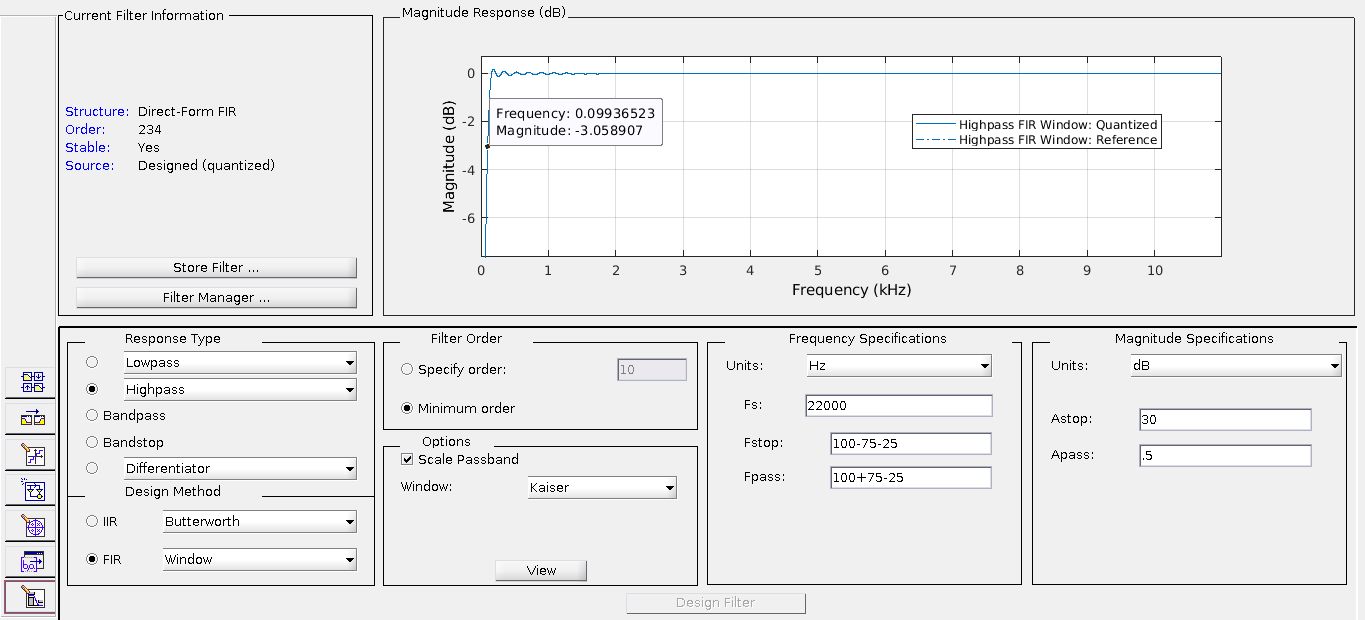 Current Filter Information
Structure: Direct-Form FIR
Order: 234
Stable: Yes
Source: Designed (quantized)
Store Filter ...
Filter Manager ...
Magnitude Response (dB)
Magnitude (dB)
0
-2
-4
-6
Frequency: 0.09936523
Magnitude: -3.058907
Highpass FIR Window: Quantized
Highpass FIR Window: Reference
0 1 2 3 4 5 6 7 8 9 10
Frequency (kHz)
Response Type
Lowpass
Highpass
Bandpass
Bandstop
Differentiator
Design Method
IIR Butterworth
FIR Window
Filter Order
Specify order: 10
Minimum order
Options
Scale Passband
Window: Kaiser
View
Frequency Specifications
Units: Hz
Fs: 22000
Fstop: 100-75-25
Fpass: 100+75-25
Magnitude Specifications
Units: dB
Astop: 30
Apass: .5
Design Filter